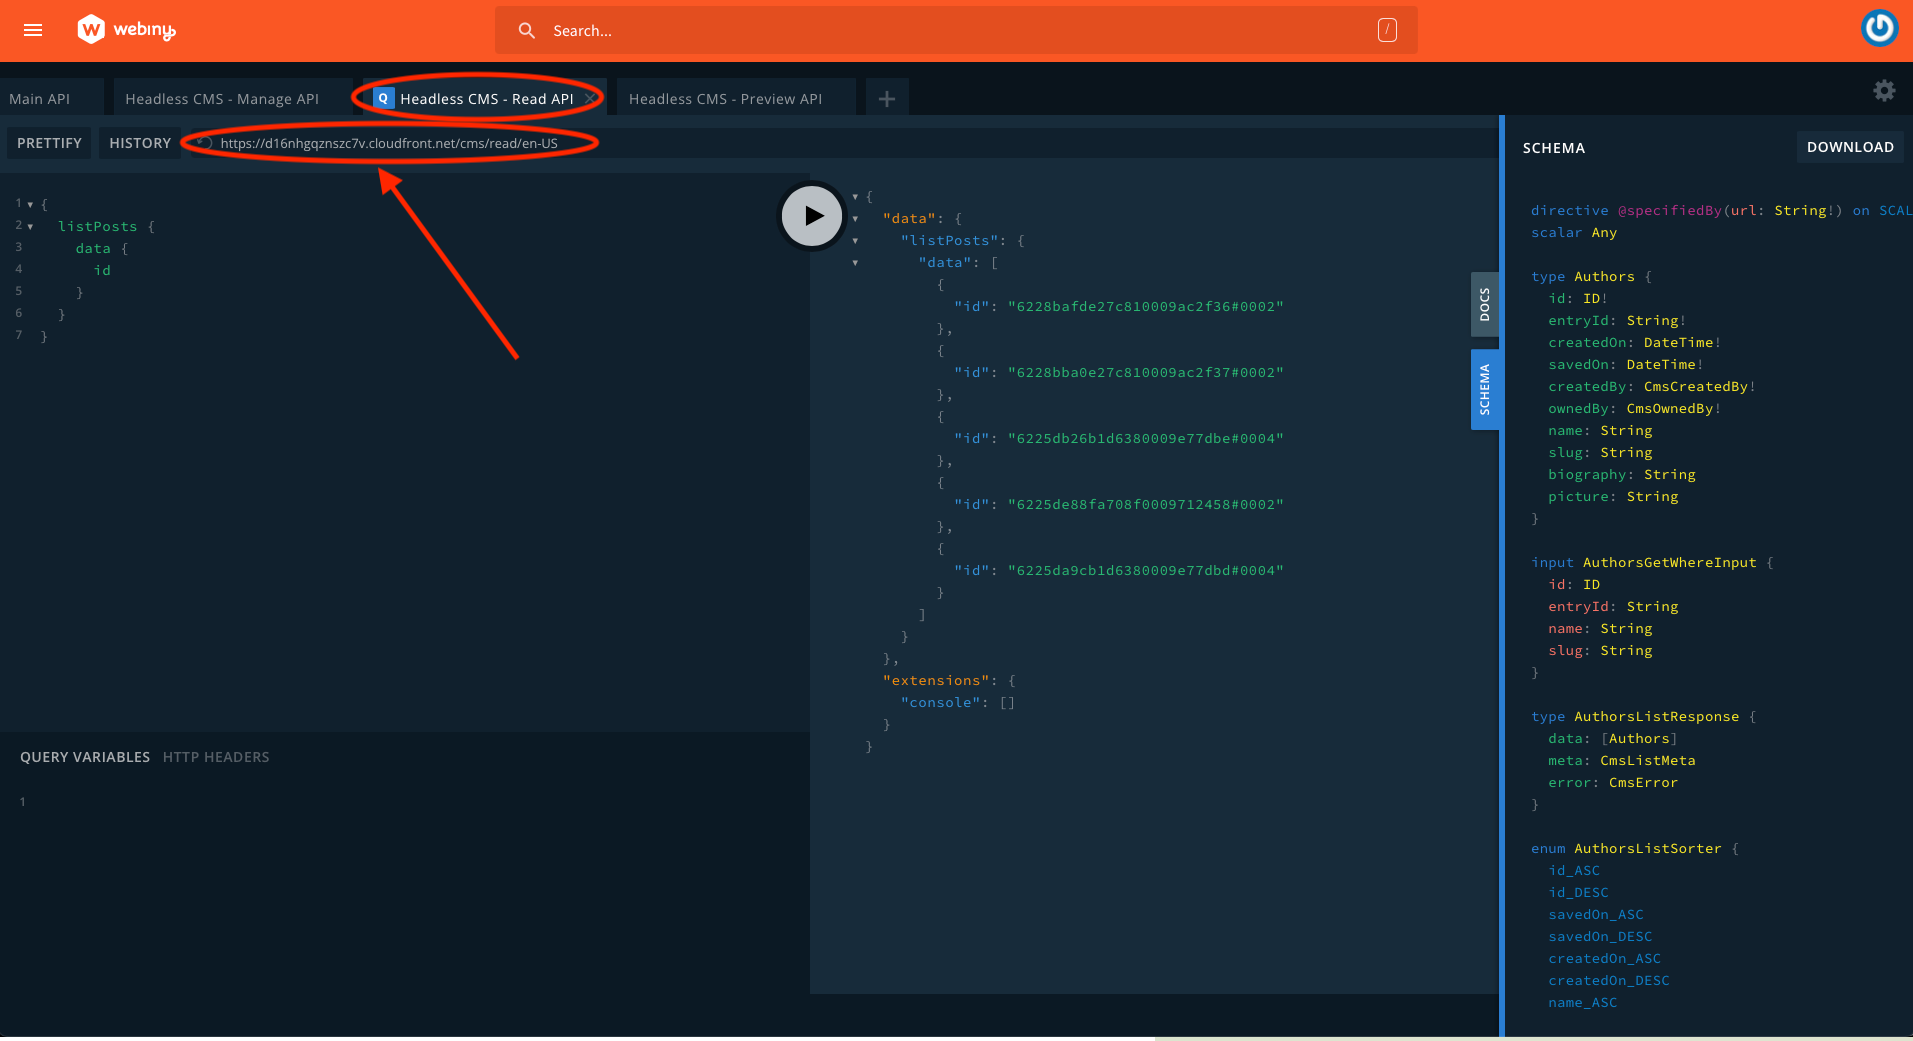 webiny
Search...
/
Main API
Headless CMS - Manage API
Q Headless CMS - Read API
Headless CMS - Preview API
PRETTIFY
HISTORY
https://d16nhgqznszc7v.cloudfront.net/cms/read/en-US
1 {
2 listPosts {
3 data {
4 id
5 }
6 }
7 }
QUERY VARIABLES
HTTP HEADERS
1
{
"data": {
"listPosts": {
"data": [
{
"id": "6228bafde27c810009ac2f36#0002"
},
{
"id": "6228bba0e27c810009ac2f37#0002"
},
{
"id": "6225db26b1d6380009e77dbe#0004"
},
{
"id": "6225de88fa708f0009712458#0002"
},
{
"id": "6225da9cb1d6380009e77dbd#0004"
}
]
}
},
"extensions": {
"console": []
}
}
DOCS
SCHEMA
SCHEMA
DOWNLOAD
directive @specifiedBy(url: String!) on SCAL
scalar Any
type Authors {
id: ID!
entryId: String!
createdOn: DateTime!
savedOn: DateTime!
createdBy: CmsCreatedBy!
ownedBy: CmsOwnedBy!
name: String
slug: String
biography: String
picture: String
}
input AuthorsGetWhereInput {
id: ID
entryId: String
name: String
slug: String
}
type AuthorsListResponse {
data: [Authors]
meta: CmsListMeta
error: CmsError
}
enum AuthorsListSorter {
id_ASC
id_DESC
savedOn_ASC
savedOn_DESC
createdOn_ASC
createdOn_DESC
name_ASC